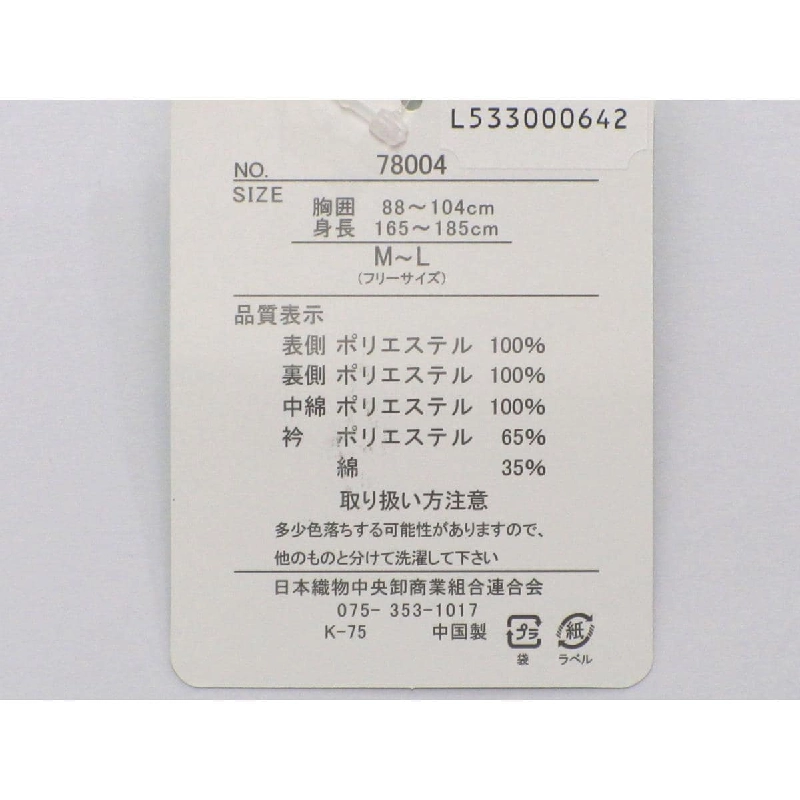 L533000642
NO. 78004
SIZE
胸囲 88～104cm
身長 165～185cm
M～L
(フリーサイズ)
品質表示
表側 ポリエステル 100%
裏側 ポリエステル 100%
中綿 ポリエステル 100%
衿 ポリエステル 65%
綿 35%
取り扱い方注意
多少色落ちする可能性がありますので、
他のものと分けて洗濯して下さい
日本織物中央卸商業組合連合会
075-353-1017
K-75 中国製 プラ 紙
袋 ラベル